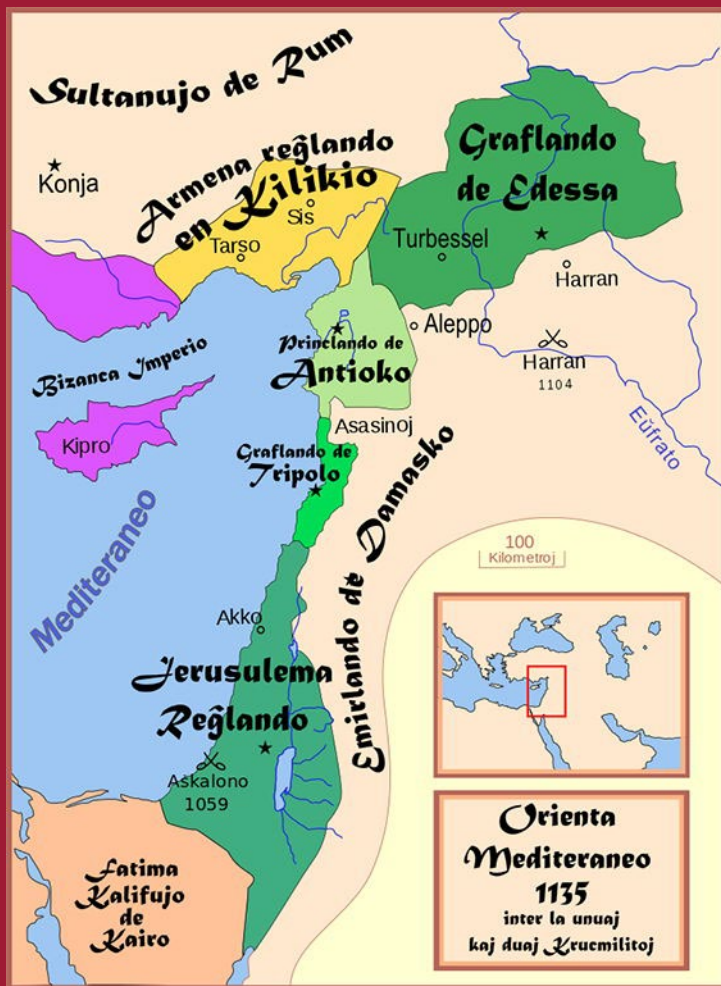 Sultanujo de Rum
Konja
Armena reĝlando
en Kilikio
Sis
Tarso
Graflando
de Edessa
Turbessel
Harran
Aleppo
Harran
1104
Eŭfrato
Princlando de
Antioko
Bizanca Imperio
Kipro
Asasinoj
Graflando de
Tripolo
Mediteraneo
Emirlando de Damasko
100
Kilometroj
Akko
Jerusulema
Reĝlando
Aŝkalono
1059
Fatima
Kalifujo
de
Kairo
Orienta
Mediteraneo
1135
inter la unuaj
kaj duaj Krucmilitoj